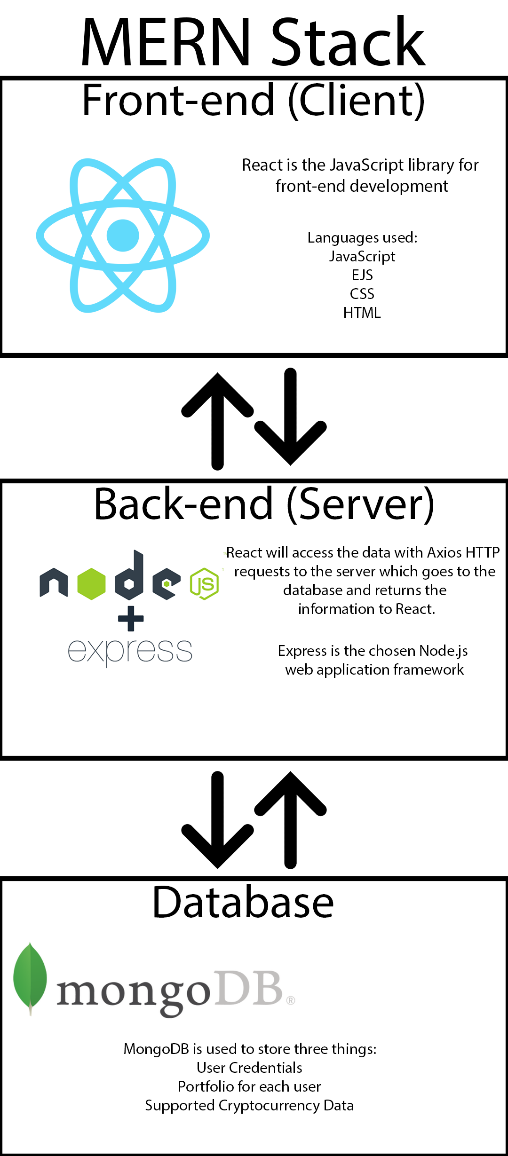 MERN Stack
Front-end (Client)
React is the JavaScript library for
front-end development
Languages used:
JavaScript
EJS
CSS
HTML
Back-end (Server)
node JS
+
express
React will access the data with Axios HTTP
requests to the server which goes to the
database and returns the
information to React.
Express is the chosen Node.js
web application framework
Database
mongoDB®
MongoDB is used to store three things:
User Credentials
Portfolio for each user
Supported Cryptocurrency Data